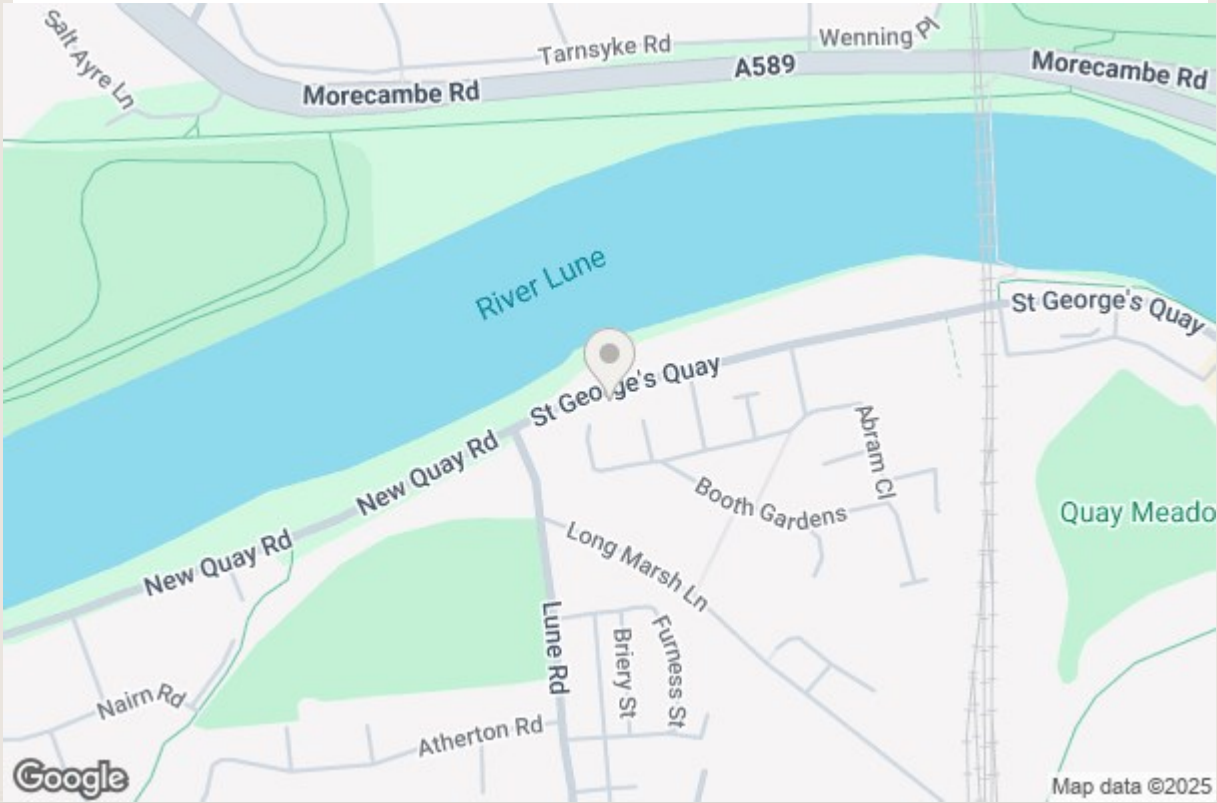 Salt Ayre Ln
Tarnsyke Rd
Wenning Pl
A589
Morecambe Rd
Morecambe Rd
River Lune
St George's Quay
St George's Quay
New Quay Rd
Abram Cl
Booth Gardens
Quay Meado
New Quay Rd
Long Marsh Ln
Lune Rd
Briery St
Furness St
Nairn Rd
Atherton Rd
Google
Map data ©2025